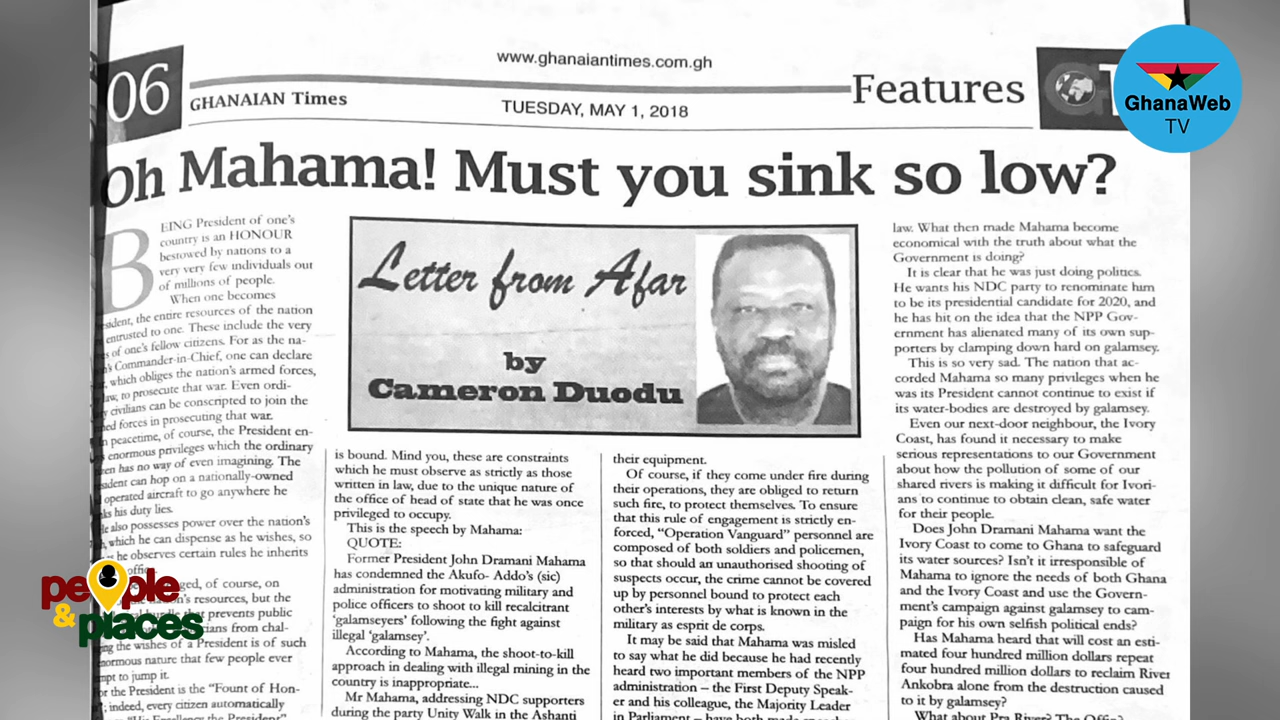 06
GHANAIAN Times
www.ghanaiantimes.com.gh
TUESDAY, MAY 1, 2018
Features
GhanaWeb
TV
Oh Mahama! Must you sink so low?
BEING President of one's
country is an HONOUR
bestowed by nations to a
very very few individuals out
of millions of people.
When one becomes
the entire resources of the nation
entrusted to one. These include the very
of one's fellow citizens. For as the na-
Commander-in-Chief, one can declare
which obliges the nation's armed forces,
to prosecute that war. Even ordi-
civilians can be conscripted to join the
forces in prosecuting that war.
peacetime, of course, the President en-
enormous privileges which the ordinary
has no way of even imagining. The
can hop on a nationally-owned
operated aircraft to go anywhere he
his duty lies.
also possesses power over the nation's
which he can dispense as he wishes, so
he observes certain rules he inherits
of course, on
resources, but the
that prevents public
from chal-
the wishes of a President is of such
nature that few people ever
to jump it.
the President is the "Fount of Hon-
indeed, every citizen automatically
"His Excellency the President"
people
&
places
Letter from Afar
by
Cameron Duodu
is bound. Mind you, these are constraints
which he must observe as strictly as those
written in law, due to the unique nature of
the office of head of state that he was once
privileged to occupy.
This is the speech by Mahama:
QUOTE:
Former President John Dramani Mahama
has condemned the Akufo- Addo's (sic)
administration for motivating military and
police officers to shoot to kill recalcitrant
'galamseyers' following the fight against
illegal 'galamsey'.
According to Mahama, the shoot-to-kill
approach in dealing with illegal mining in the
country is inappropriate...
Mr Mahama, addressing NDC supporters
during the party Unity Walk in the Ashanti
their equipment.
Of course, if they come under fire during
their operations, they are obliged to return
such fire, to protect themselves. To ensure
that this rule of engagement is strictly en-
forced, "Operation Vanguard" personnel are
composed of both soldiers and policemen,
so that should an unauthorised shooting of
suspects occur, the crime cannot be covered
up by personnel bound to protect each
other's interests by what is known in the
military as esprit de corps.
It may be said that Mahama was misled
to say what he did because he had recently
heard two important members of the NPP
administration – the First Deputy Speak-
er and his colleague, the Majority Leader
in Parliament – have both made
law. What then made Mahama become
economical with the truth about what the
Government is doing?
It is clear that he was just doing politics.
He wants his NDC party to renominate him
to be its presidential candidate for 2020, and
he has hit on the idea that the NPP Gov-
ernment has alienated many of its own sup-
porters by clamping down hard on galamsey.
This is so very sad. The nation that ac-
corded Mahama so many privileges when he
was its President cannot continue to exist if
its water-bodies are destroyed by galamsey.
Even our next-door neighbour, the Ivory
Coast, has found it necessary to make
serious representations to our Government
about how the pollution of some of our
shared rivers is making it difficult for Ivori-
ans to continue to obtain clean, safe water
for their people.
Does John Dramani Mahama want the
Ivory Coast to come to Ghana to safeguard
its water sources? Isn't it irresponsible of
Mahama to ignore the needs of both Ghana
and the Ivory Coast and use the Govern-
ment's campaign against galamsey to cam-
paign for his own selfish political ends?
Has Mahama heard that will cost an esti-
mated four hundred million dollars repeat
four hundred million dollars to reclaim River
Ankobra alone from the destruction caused
to it by galamsey?
What about Pra River? The Offin?